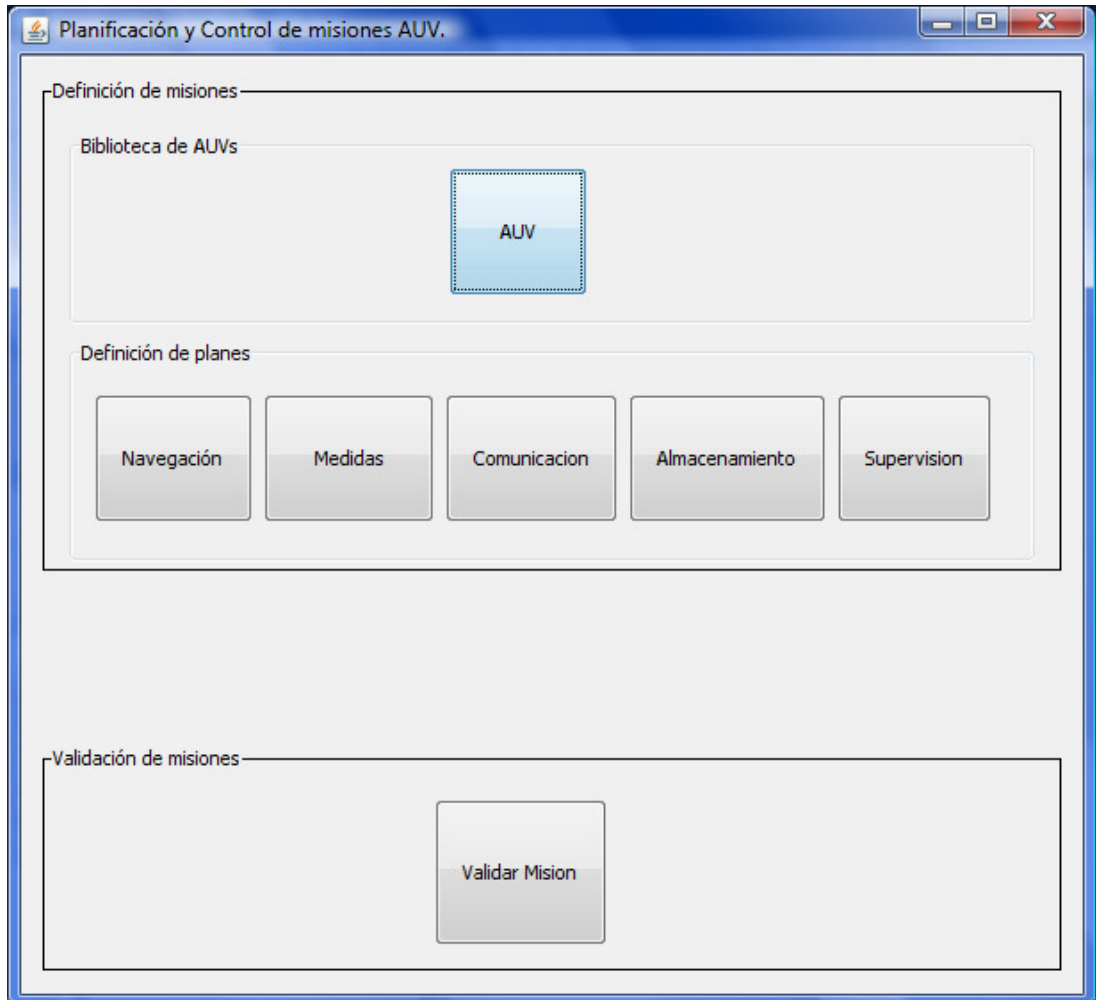 Planificación y Control de misiones AUV.
Definición de misiones
Biblioteca de AUVs
AUV
Definición de planes
Navegación
Medidas
Comunicacion
Almacenamiento
Supervision
Validación de misiones
Validar Mision